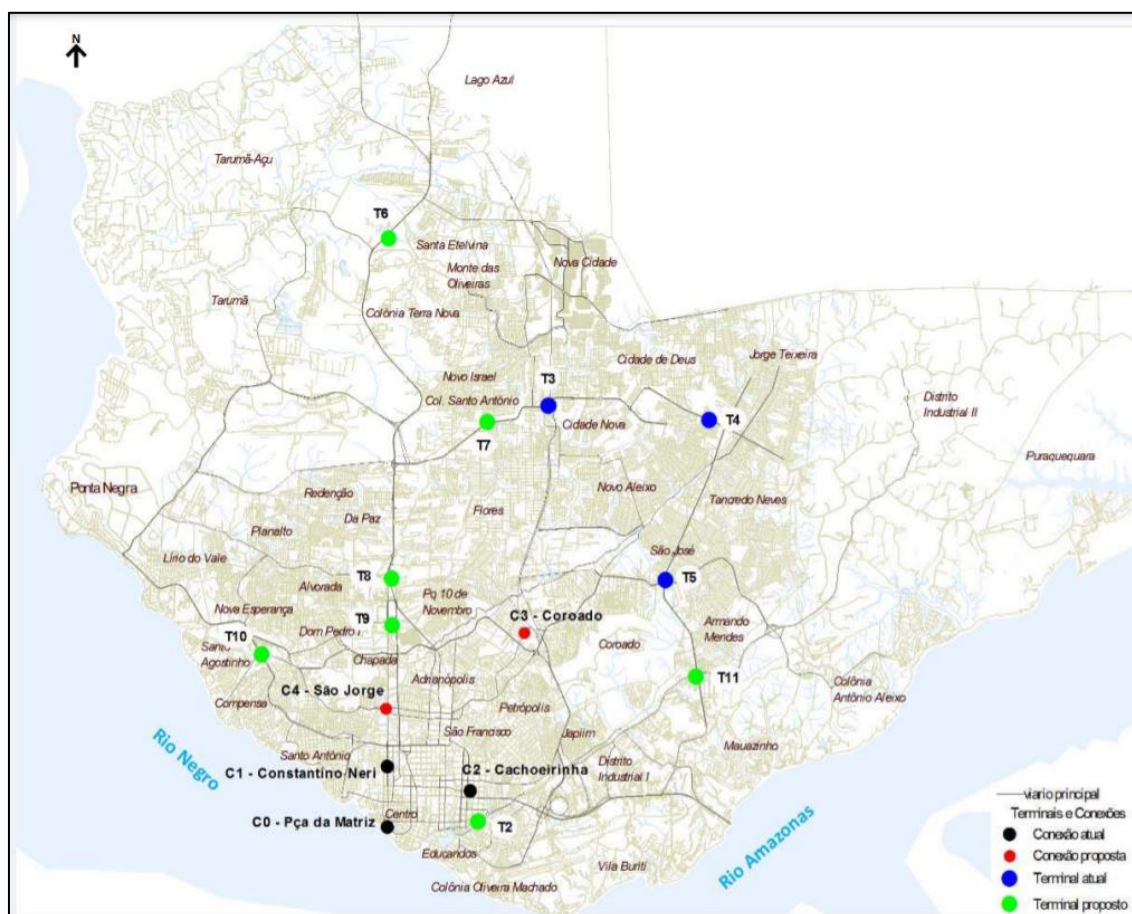 N
Lago Azul
Tarumã-Açu
T6
Santa Etelvina
Monte das
Oliveiras
Nova Cidade
Tarumã
Colônia Terra Nova
Cidade de Deus
Jorge Teixeira
Novo Israel
T3
Col. Santo Antônio
Distrito
Industrial II
T7
Cidade Nova
T4
Puraquequara
Ponta Negra
Redenção
Da Paz
Flores
Novo Aleixo
Tancredo Neves
Planalto
Lírio do Vale
São José
T8
T5
Alvorada
Pq 10 de
Novembro
Nova Esperança
C3 - Coroado
T9
Dom Pedro I
Armando
Mendes
T10
Santo
Agostinho
Chapada
Coroado
Adrianópolis
T11
Colônia
Antônio Aleixo
C4 - São Jorge
Compensa
Petrópolis
São Francisco
Japiim
Mauazinho
Rio Negro
Santo Antônio
C2 - Cachoeirinha
Distrito
Industrial I
C1 - Constantino Neri
Centro
C0 - Pça da Matriz
T2
Educandos
Vila Buriti
Rio Amazonas
Colônia Oliveira Machado
viario principal
Terminais e Conexões
Conexão atual
Conexão proposta
Terminal atual
Terminal proposto